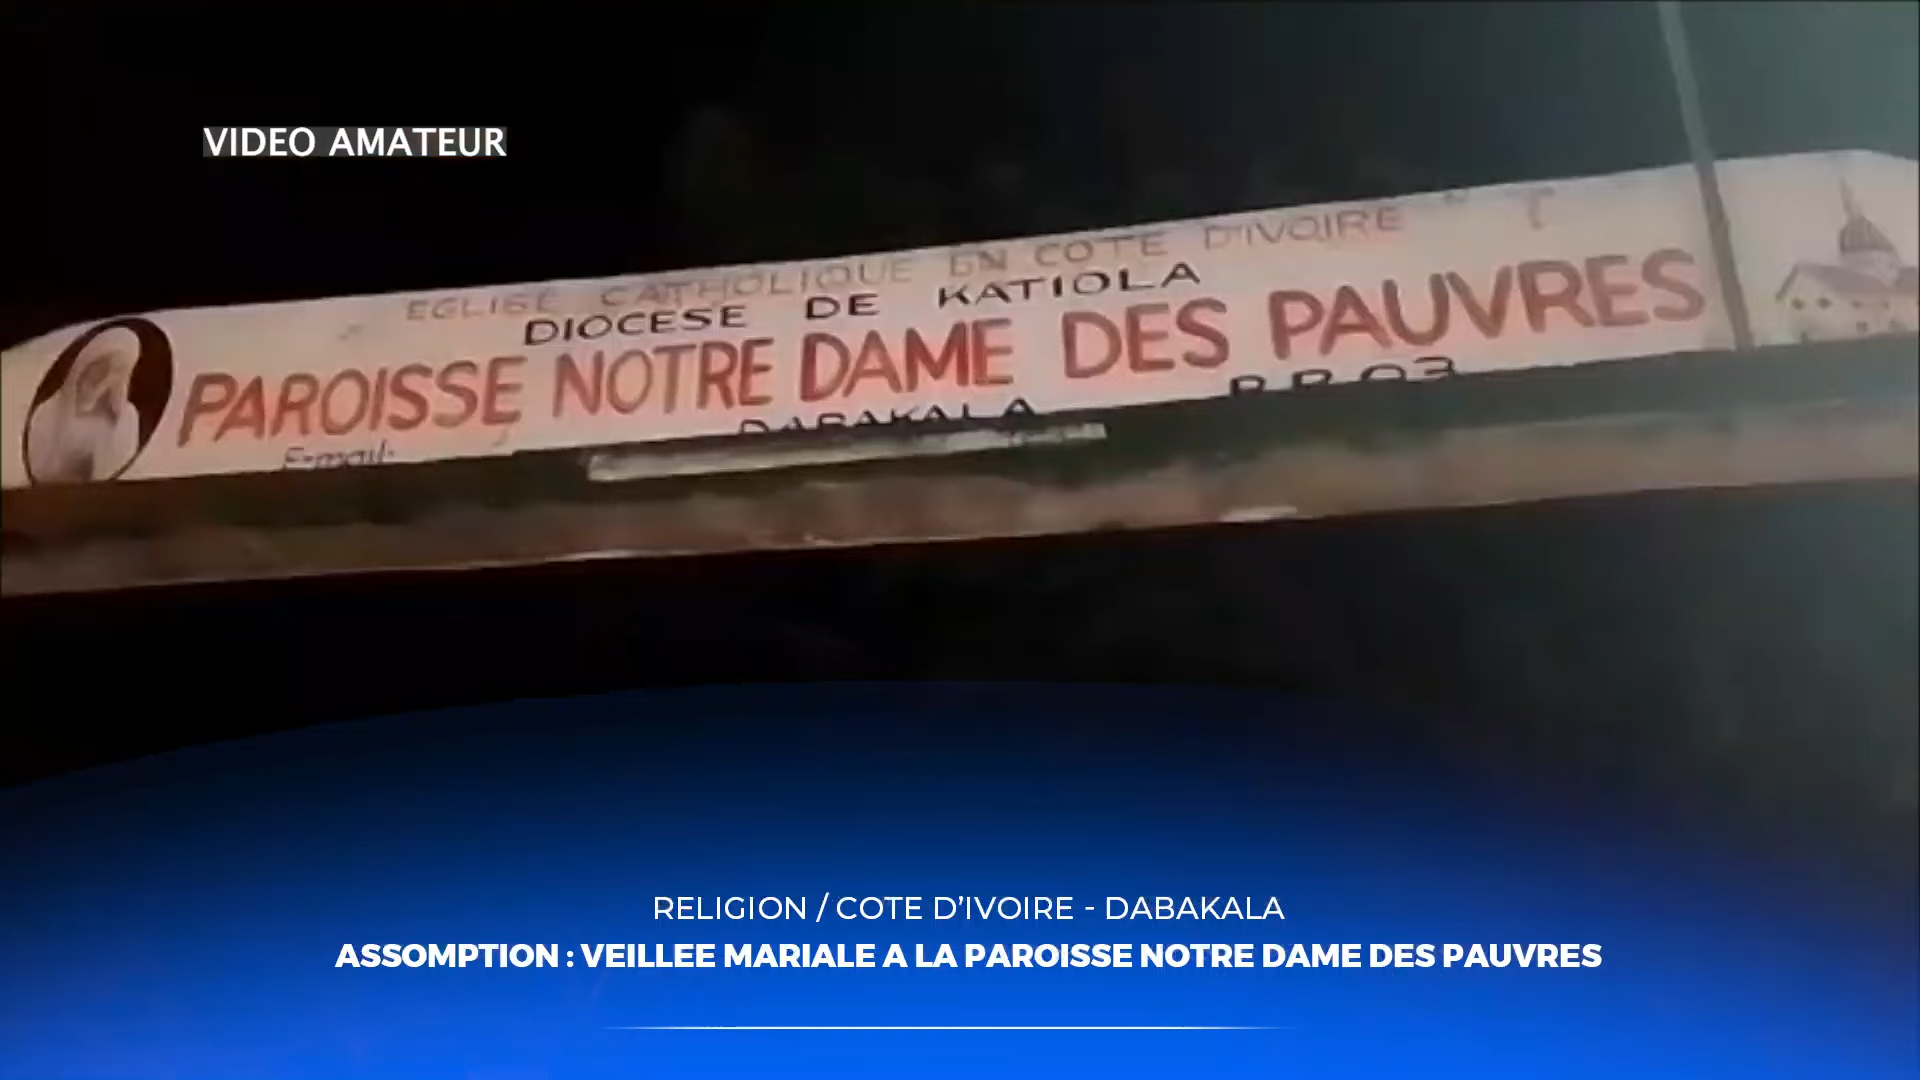 VIDEO AMATEUR
EGLISE CATHOLIQUE EN COTE D'IVOIRE
DIOCESE DE KATIOLA
PAROISSE NOTRE DAME DES PAUVRES
DABAKALA
E-mail:
RELIGION / COTE D'IVOIRE - DABAKALA
ASSOMPTION : VEILLEE MARIALE A LA PAROISSE NOTRE DAME DES PAUVRES